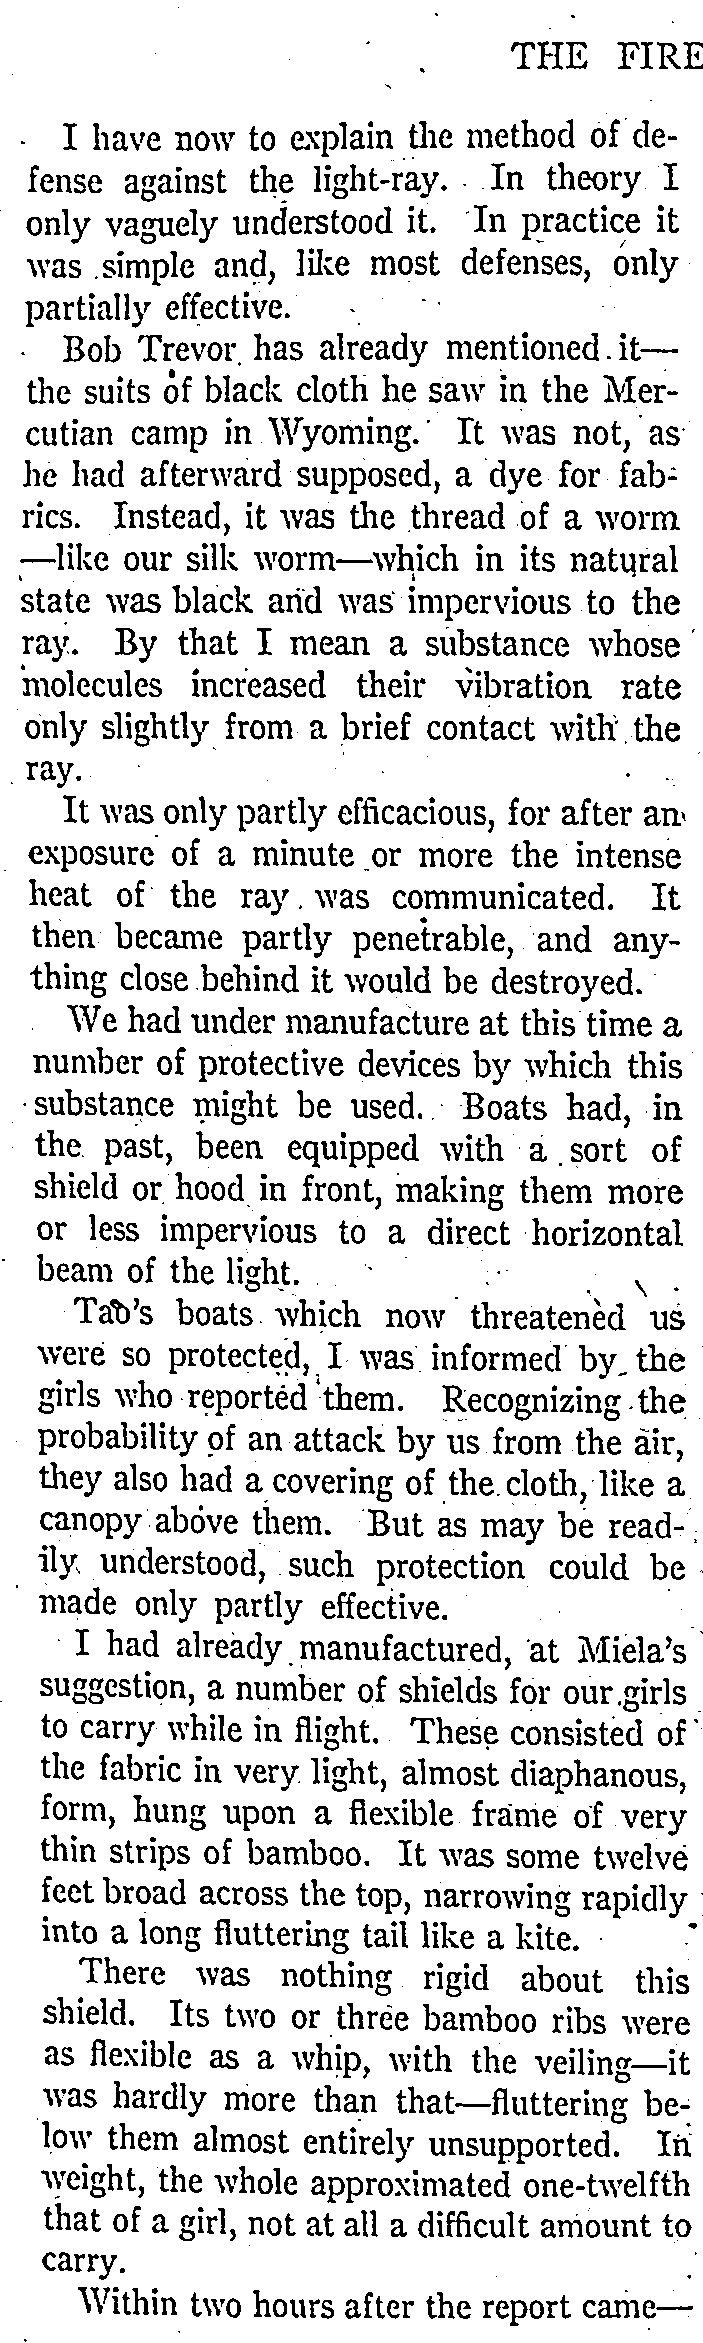 THE FIRE
I have now to explain the method of de-
fense against the light-ray. In theory I
only vaguely understood it. In practice it
was simple and, like most defenses, only
partially effective.
Bob Trevor has already mentioned it—
the suits of black cloth he saw in the Mer-
cutian camp in Wyoming. It was not, as
he had afterward supposed, a dye for fab-
rics. Instead, it was the thread of a worm
—like our silk worm—which in its natural
state was black and was impervious to the
ray. By that I mean a substance whose
molecules increased their vibration rate
only slightly from a brief contact with the
ray.
It was only partly efficacious, for after an
exposure of a minute or more the intense
heat of the ray was communicated. It
then became partly penetrable, and any-
thing close behind it would be destroyed.
We had under manufacture at this time a
number of protective devices by which this
substance might be used. Boats had, in
the past, been equipped with a sort of
shield or hood in front, making them more
or less impervious to a direct horizontal
beam of the light.
Tao's boats which now threatened us
were so protected, I was informed by the
girls who reported them. Recognizing the
probability of an attack by us from the air,
they also had a covering of the cloth, like a
canopy above them. But as may be read-
ily understood, such protection could be
made only partly effective.
I had already manufactured, at Miela's
suggestion, a number of shields for our girls
to carry while in flight. These consisted of
the fabric in very light, almost diaphanous,
form, hung upon a flexible frame of very
thin strips of bamboo. It was some twelve
feet broad across the top, narrowing rapidly
into a long fluttering tail like a kite.
There was nothing rigid about this
shield. Its two or three bamboo ribs were
as flexible as a whip, with the veiling—it
was hardly more than that—fluttering be-
low them almost entirely unsupported. In
weight, the whole approximated one-twelfth
that of a girl, not at all a difficult amount to
carry.
Within two hours after the report came—